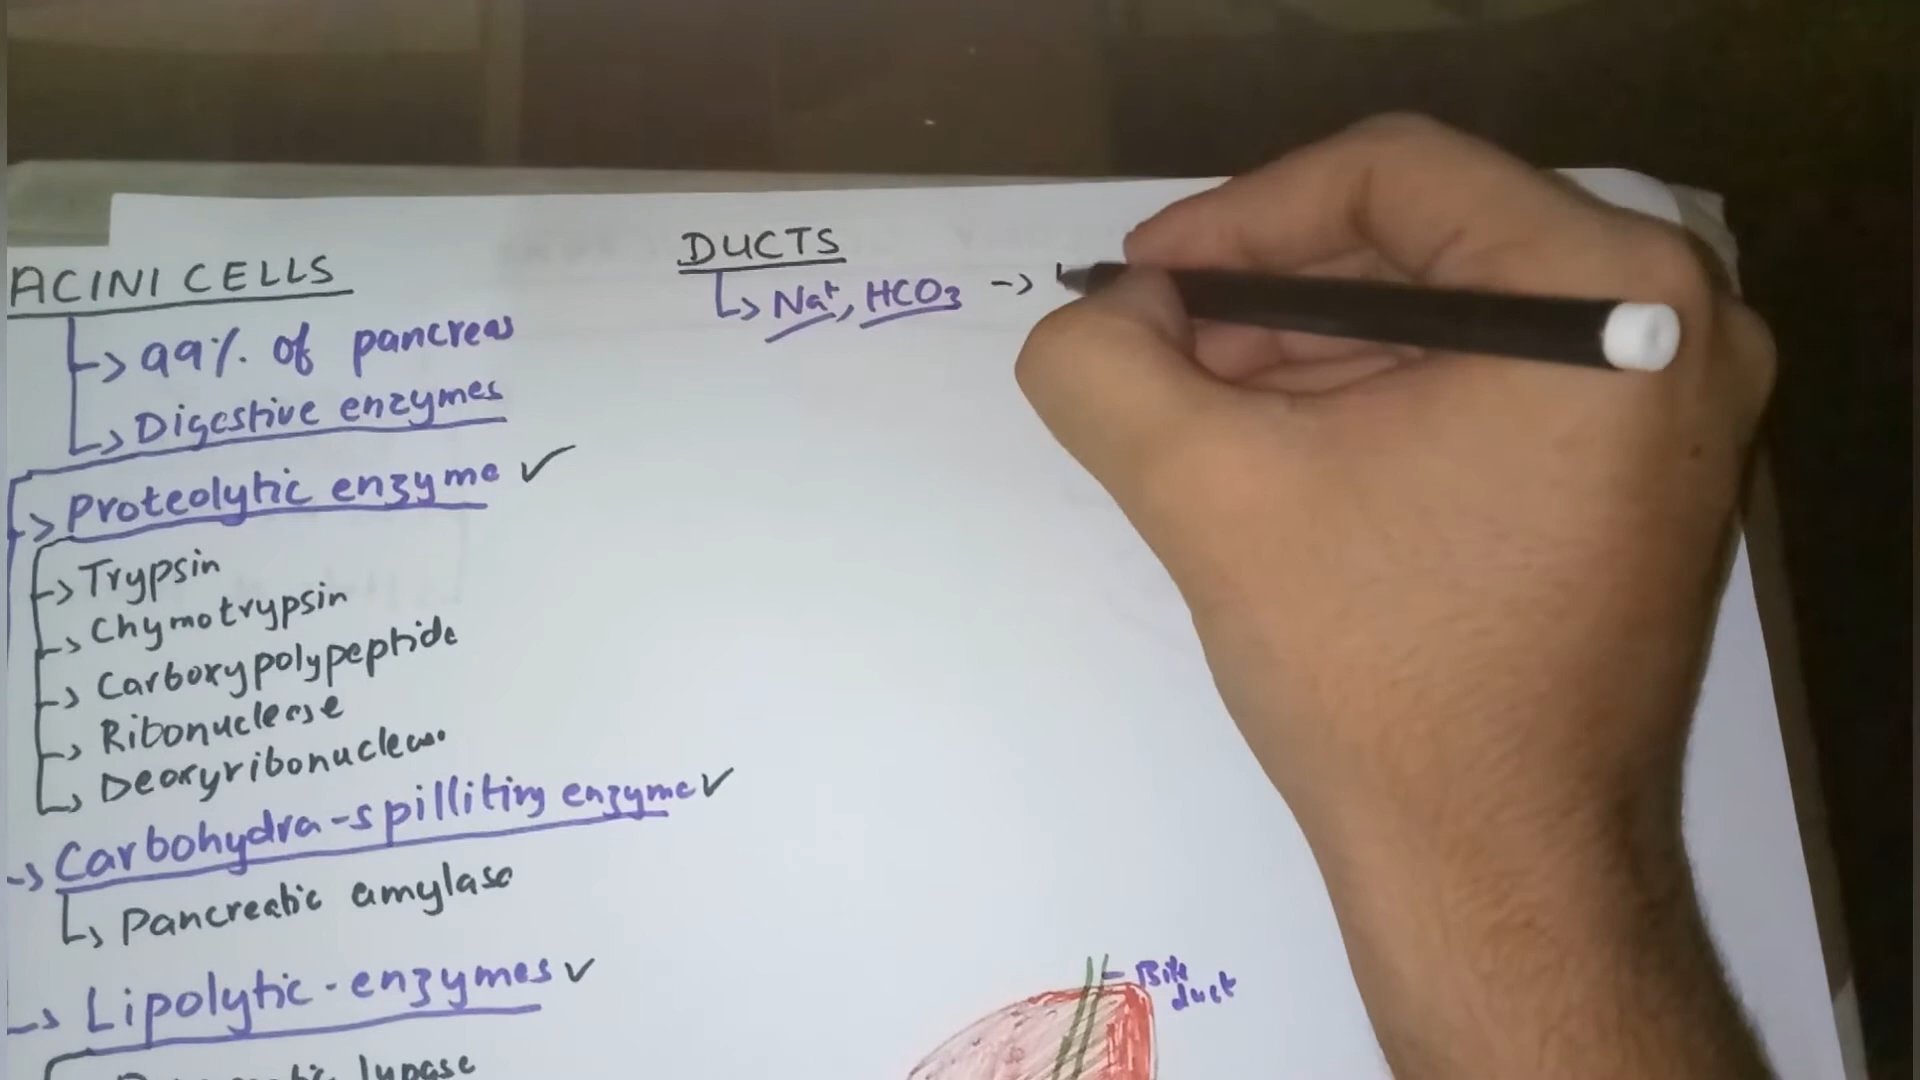 ACINI CELLS
99% of pancreas
Digestive enzymes
Proteolytic enzyme ✓
Trypsin
Chymotrypsin
Carboxypolypeptide
Ribonuclease
Deoxyribonuclease
Carbohydra-spilliting enzyme ✓
Pancreatic amylase
Lipolytic-enzymes ✓
lypase
DUCTS
Na+, HCO3 ->
Bile
duct